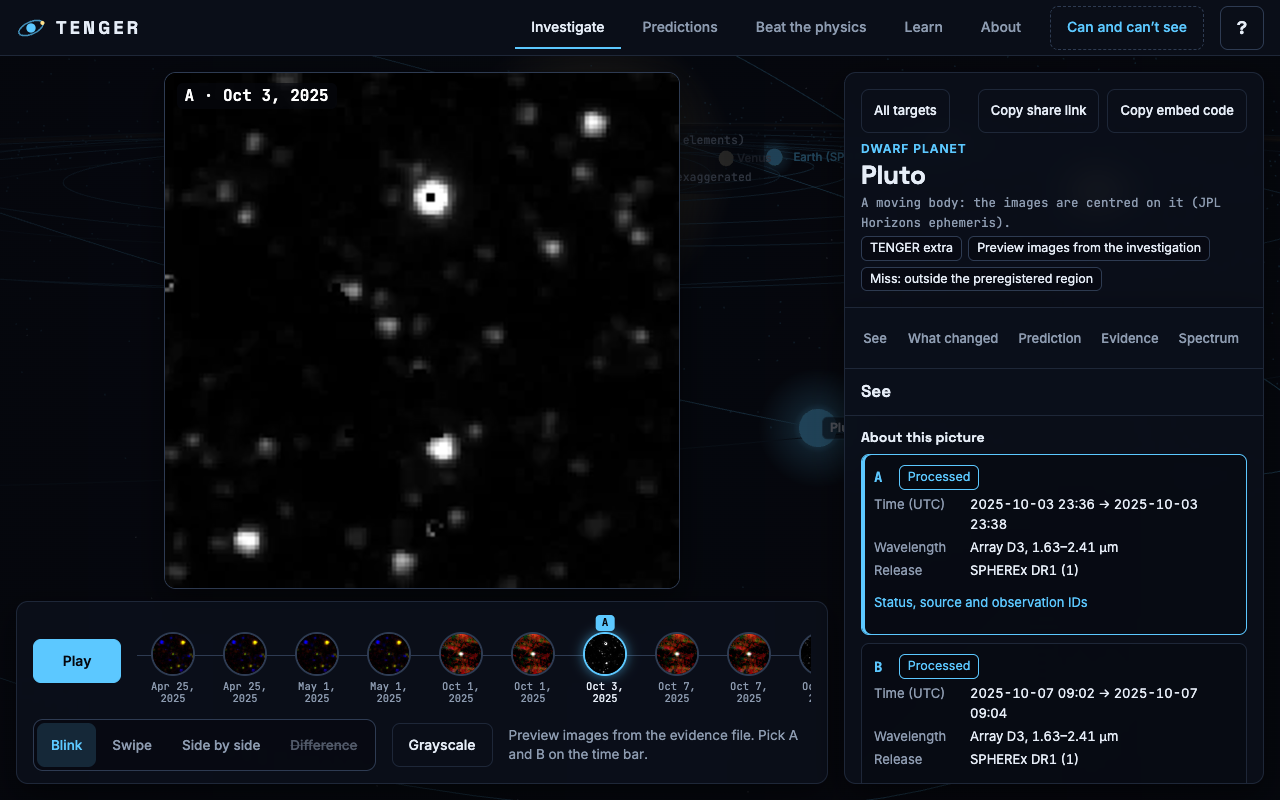 TENGER
Investigate
Predictions
Beat the physics
Learn
About
Can and can't see
?
A · Oct 3, 2025
elements)
Venus
Earth (SP
exaggerated
Plu
All targets
Copy share link
Copy embed code
DWARF PLANET
Pluto
A moving body: the images are centred on it (JPL
Horizons ephemeris).
TENGER extra
Preview images from the investigation
Miss: outside the preregistered region
See
What changed
Prediction
Evidence
Spectrum
See
About this picture
A
Processed
Time (UTC)
2025-10-03 23:36 → 2025-10-03
23:38
Wavelength
Array D3, 1.63–2.41 µm
Release
SPHEREx DR1 (1)
Status, source and observation IDs
B
Processed
Time (UTC)
2025-10-07 09:02 → 2025-10-07
09:04
Wavelength
Array D3, 1.63–2.41 µm
Release
SPHEREx DR1 (1)
Play
A
Apr 25,
2025
Apr 25,
2025
May 1,
2025
May 1,
2025
Oct 1,
2025
Oct 1,
2025
Oct 3,
2025
Oct 7,
2025
Oct 7,
2025
Blink
Swipe
Side by side
Difference
Grayscale
Preview images from the evidence file. Pick A
and B on the time bar.